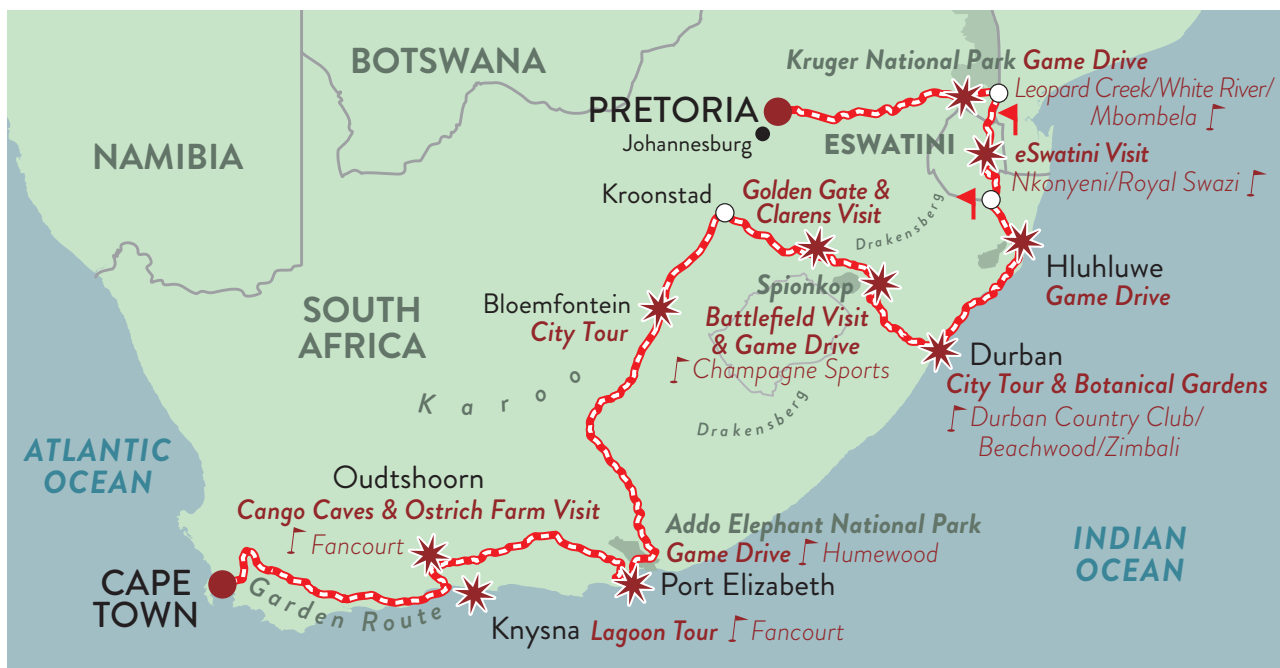 BOTSWANA
NAMIBIA
SOUTH
AFRICA
ATLANTIC
OCEAN
INDIAN
OCEAN
PRETORIA
Johannesburg
Kruger National Park Game Drive
Leopard Creek/White River/
Mbombela
ESWATINI
eSwatini Visit
Nkonyeni/Royal Swazi
Kroonstad
Golden Gate &
Clarens Visit
Drakensberg
Hluhluwe
Game Drive
Spionkop
Battlefield Visit
& Game Drive
Champagne Sports
Bloemfontein
City Tour
Durban
City Tour & Botanical Gardens
Durban Country Club/
Beachwood/Zimbali
Drakensberg
Karoo
Oudtshoorn
Cango Caves & Ostrich Farm Visit
Fancourt
Addo Elephant National Park
Game Drive Humewood
Port Elizabeth
CAPE
TOWN
Garden Route
Knysna Lagoon Tour Fancourt